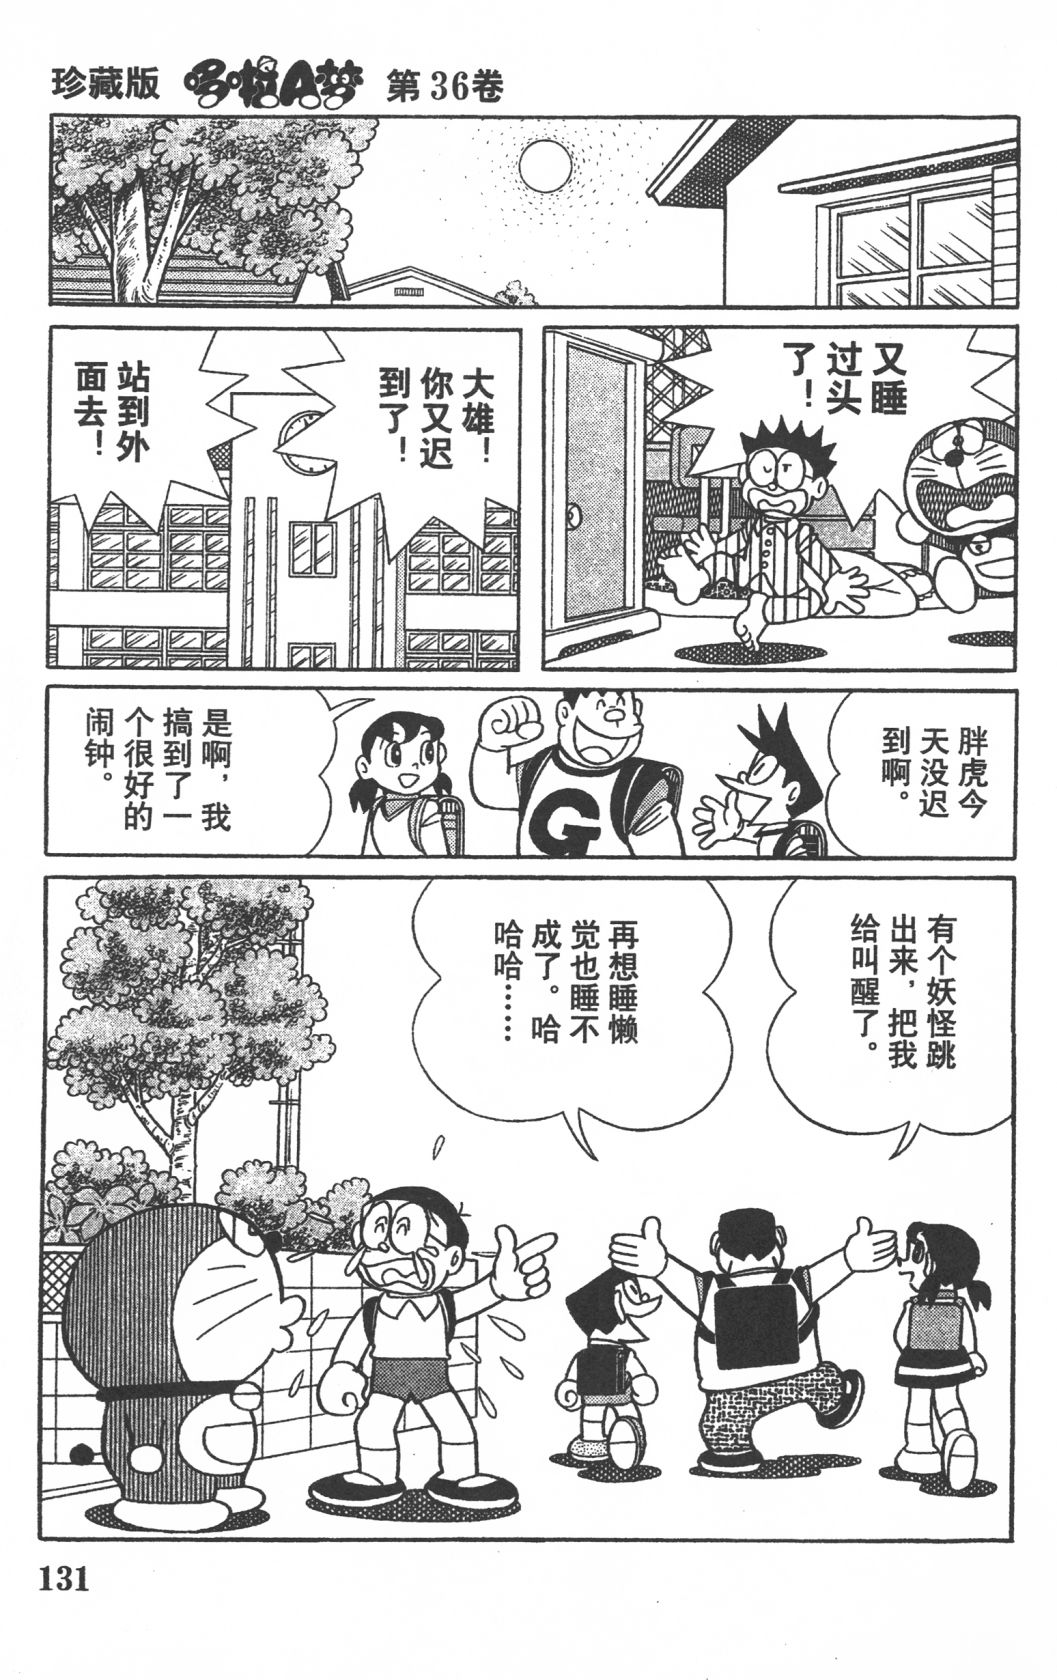 珍藏版 哆啦A梦 第36卷
又睡
过头
了！
大雄！
你又迟
到了！
站到外
面去！
胖虎今
天没迟
到啊。
是啊，我
搞到了一
个很好的
闹钟。
有个妖怪跳
出来，把我
给叫醒了。
再想睡懒
觉也睡不
成了。哈
哈哈……
G
131